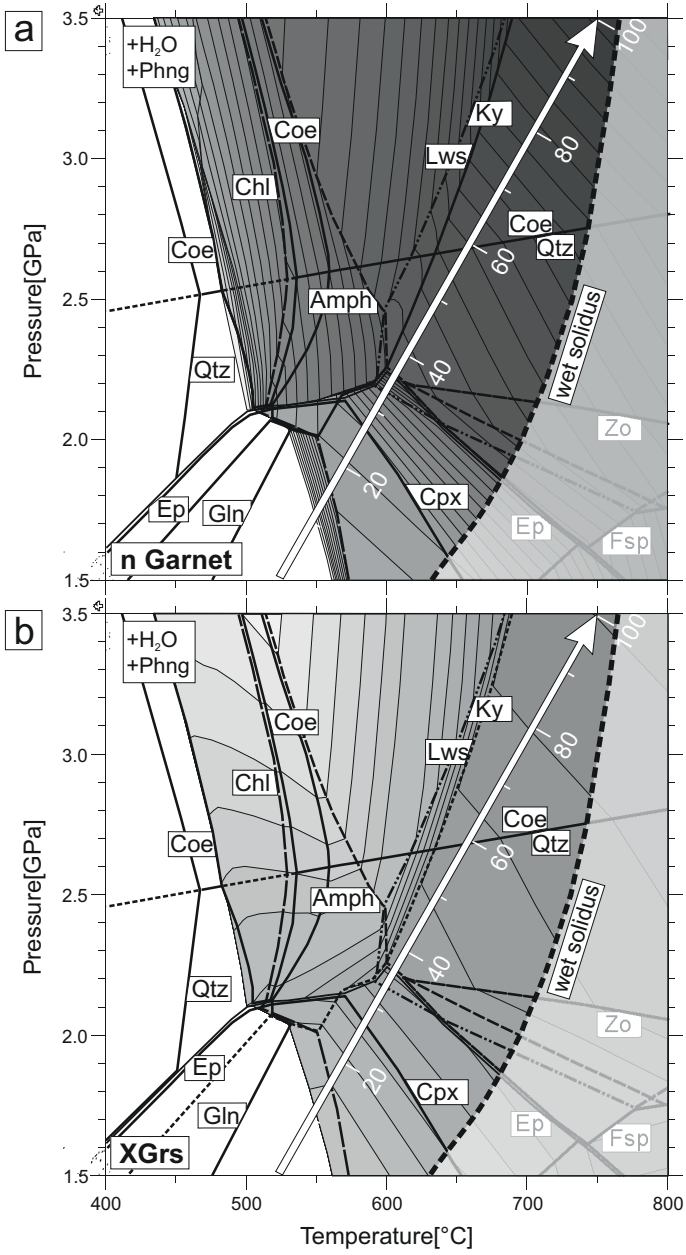 a
3.5
+H2O
+Phng
100
Coe
Ky
80
3.0
Lws
Chl
Coe
Coe
Qtz
60
Pressure[GPa]
2.5
Amph
wet solidus
Qtz
40
2.0
Zo
20
Cpx
Ep
Gln
Ep
Fsp
n Garnet
1.5
b
3.5
+H2O
+Phng
100
Coe
Ky
80
3.0
Lws
Chl
Coe
Coe
Qtz
60
Pressure[GPa]
2.5
Amph
wet solidus
Qtz
40
2.0
Zo
Ep
20
Cpx
Gln
Ep
Fsp
XGrs
1.5
400 500 600 700 800
Temperature[°C]